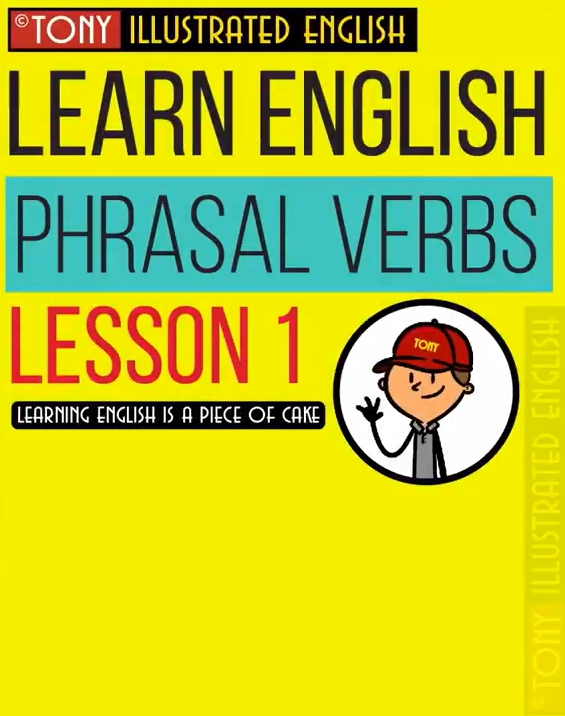 ©TONY ILLUSTRATED ENGLISH
LEARN ENGLISH
PHRASAL VERBS
LESSON 1
LEARNING ENGLISH IS A PIECE OF CAKE
TONY
©TONY ILLUSTRATED ENGLISH